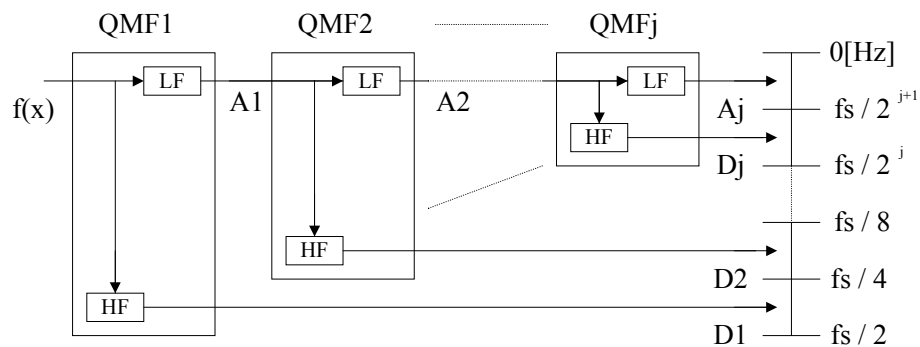 QMF1
QMF2
QMFj
0[Hz]
LF
LF
LF
f(x)
A1
A2
Aj
fs / 2 j+1
HF
Dj
fs / 2 j
fs / 8
HF
D2
fs / 4
HF
D1
fs / 2